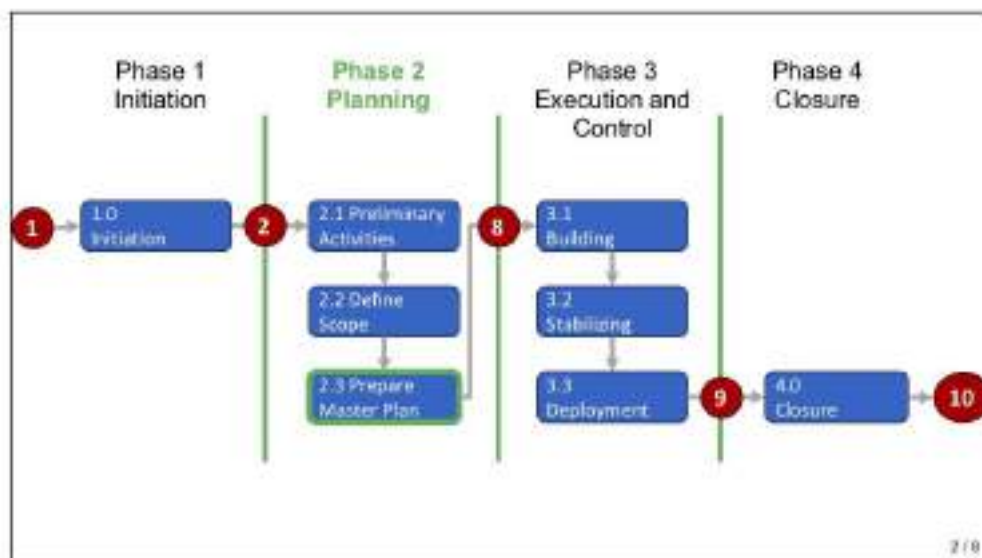 Phase 1
Initiation
Phase 2
Planning
Phase 3
Execution and
Control
Phase 4
Closure
1
1.0
Initiation
2
2.1 Preliminary
Activities
8
3.1
Building
2.2 Define
Scope
3.2
Stabilizing
2.3 Prepare
Master Plan
3.3
Deployment
9
4.0
Closure
10
2 / 8